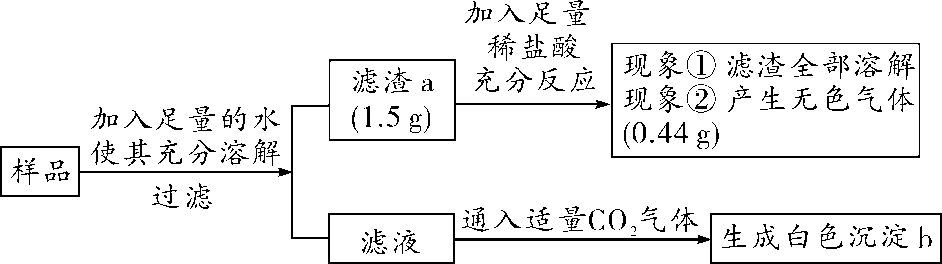 样品
加入足量的水
使其充分溶解
过滤
滤渣 a
(1.5 g)
加入足量
稀盐酸
充分反应
现象① 滤渣全部溶解
现象② 产生无色气体
(0.44 g)
滤液
通入适量CO₂气体
生成白色沉淀 b